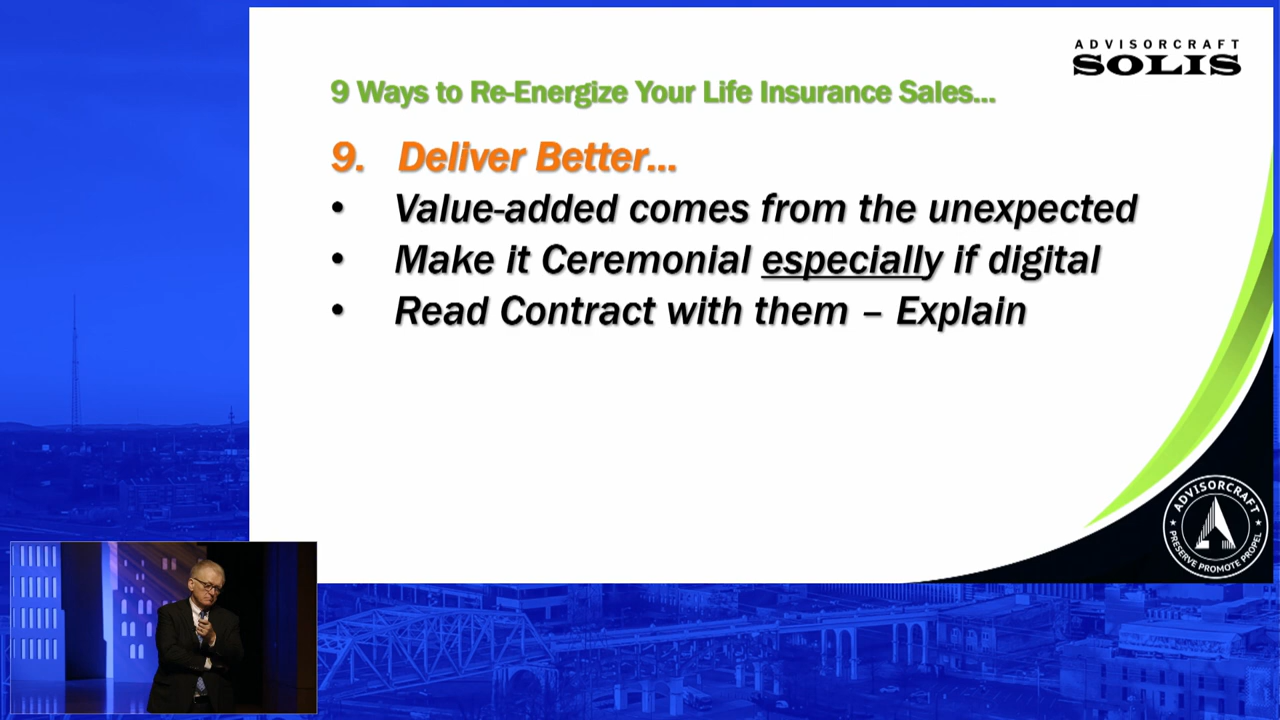 ADVISORCRAFT
SOLIS
9 Ways to Re-Energize Your Life Insurance Sales...
9. Deliver Better...
• Value-added comes from the unexpected
• Make it Ceremonial especially if digital
• Read Contract with them – Explain
ADVISORCRAFT
PRESERVE PROMOTE PROPEL